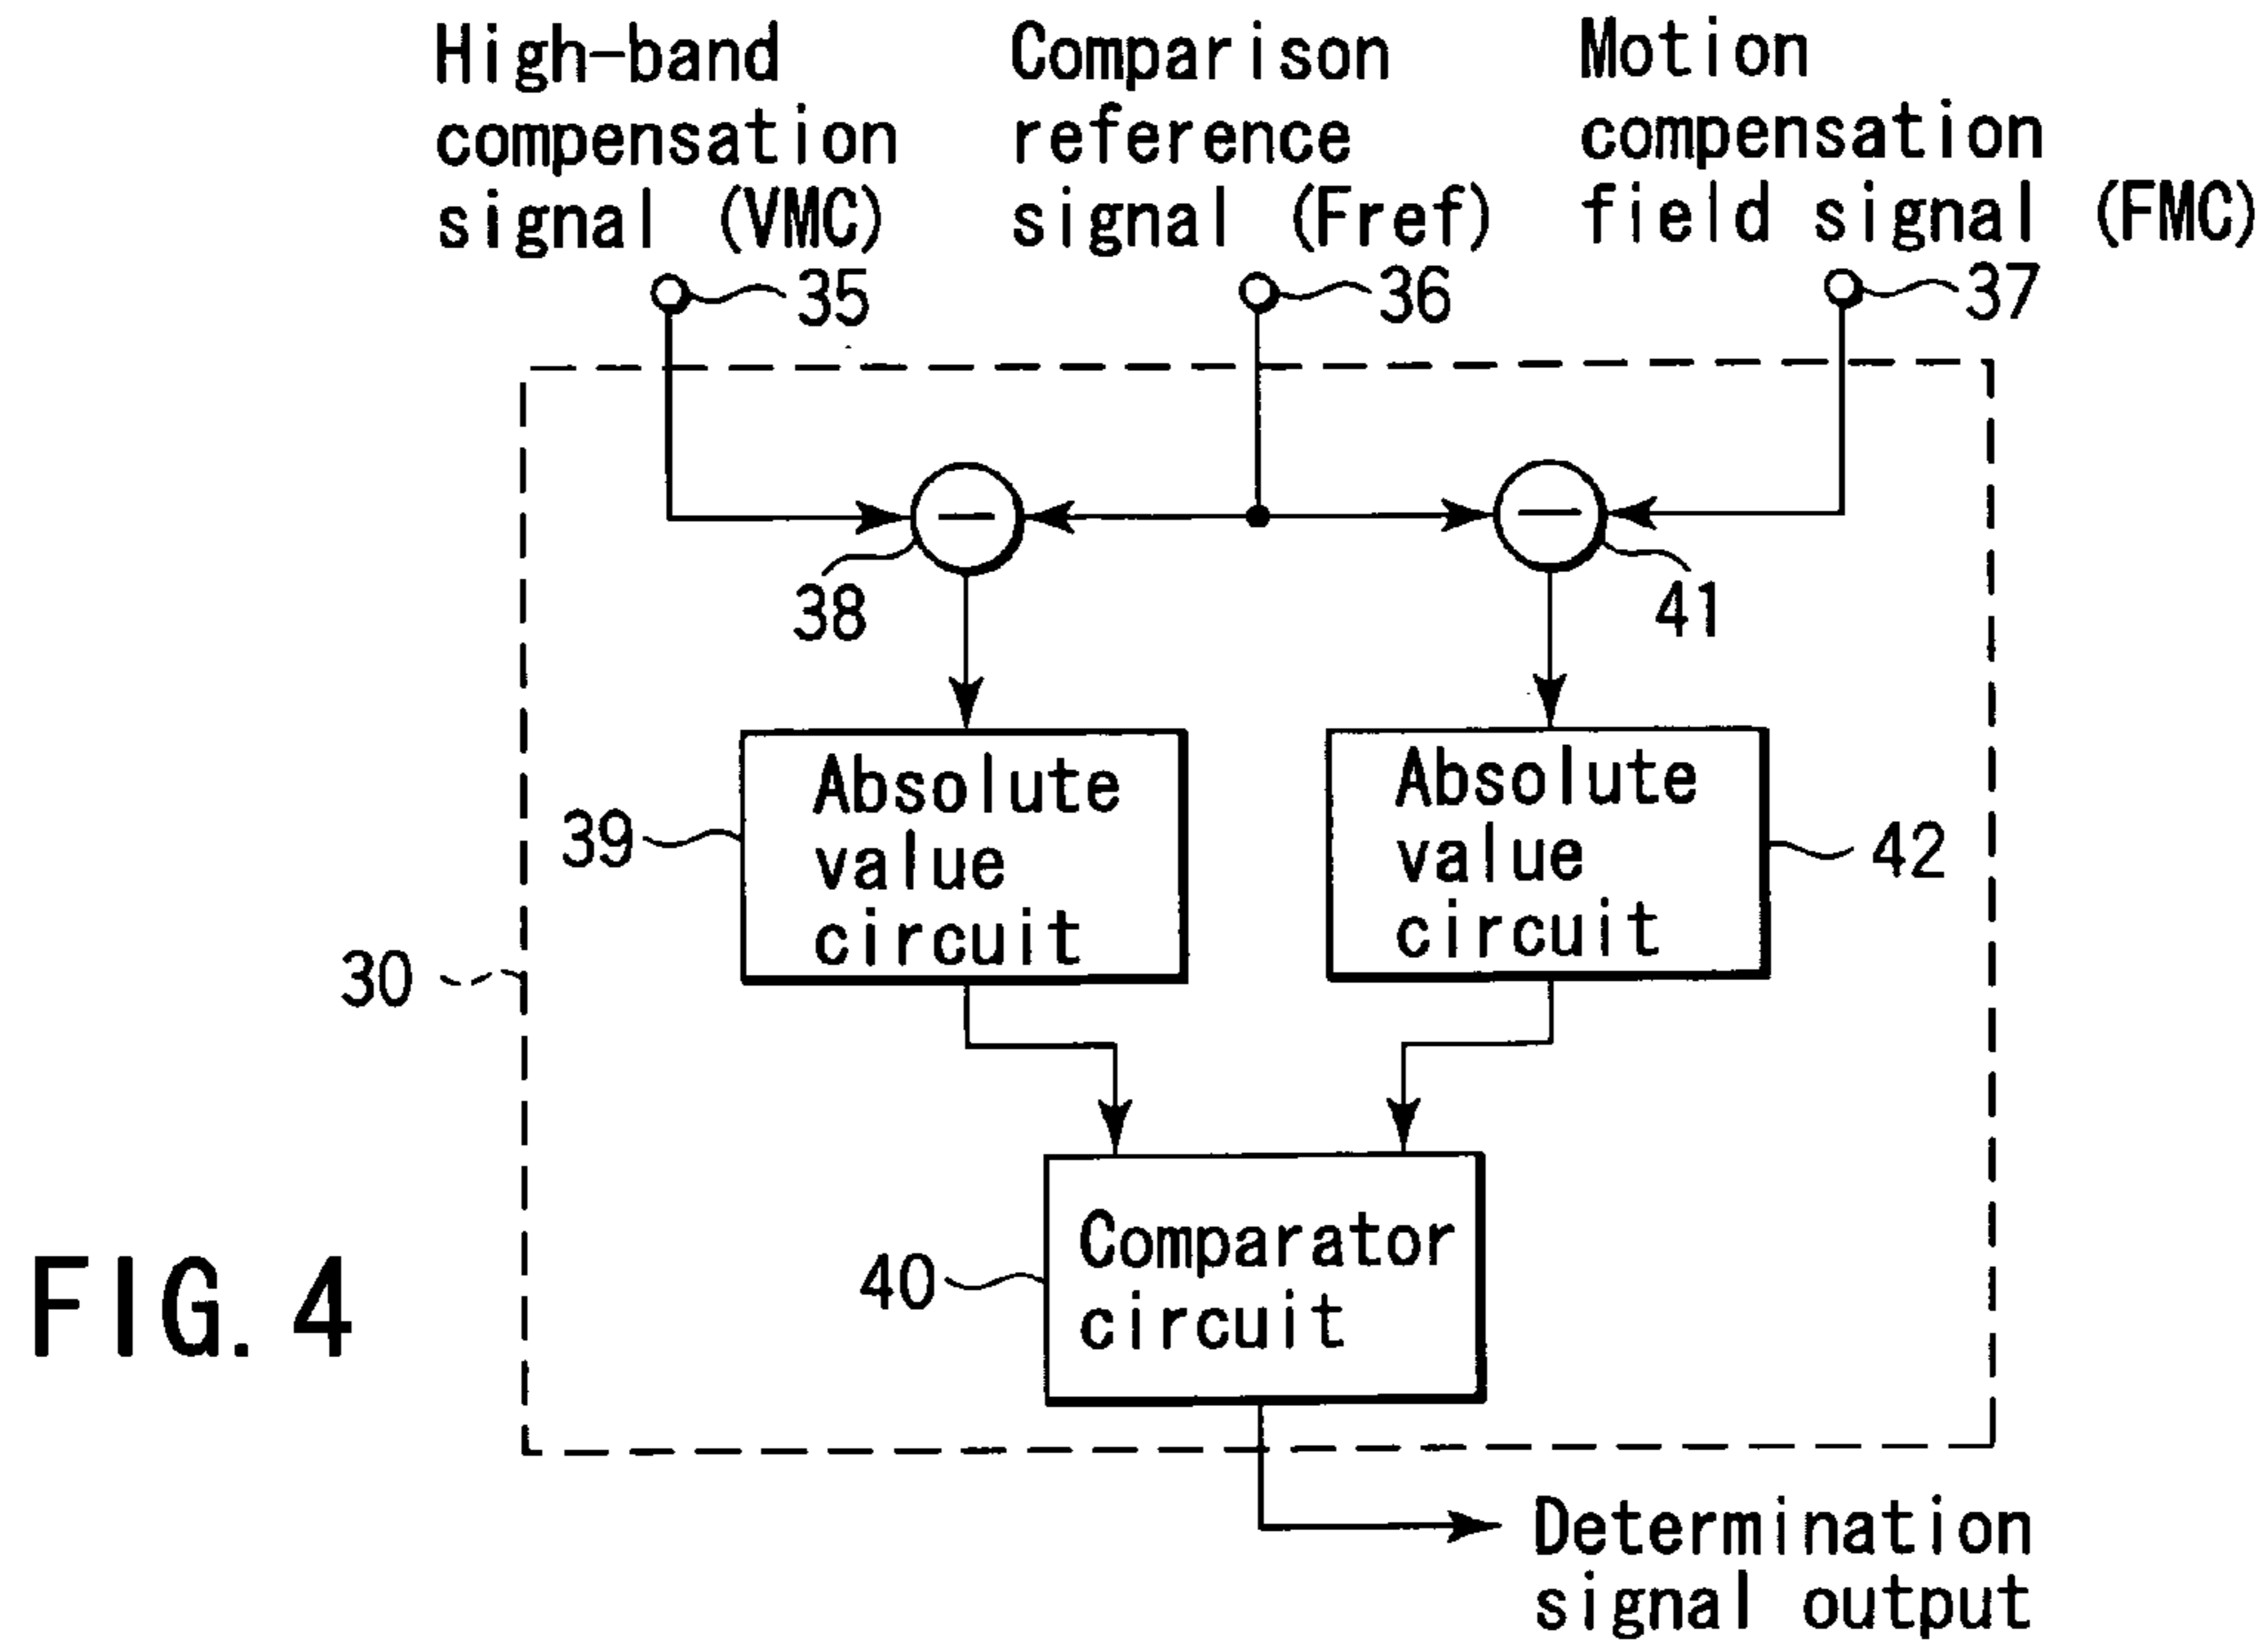 High-band
compensation
signal (VMC)
Comparison
reference
signal (Fref)
Motion
compensation
field signal (FMC)
35
36
37
38
41
Absolute
value
circuit
39
Absolute
value
circuit
42
30
Comparator
circuit
40
FIG. 4
Determination
signal output